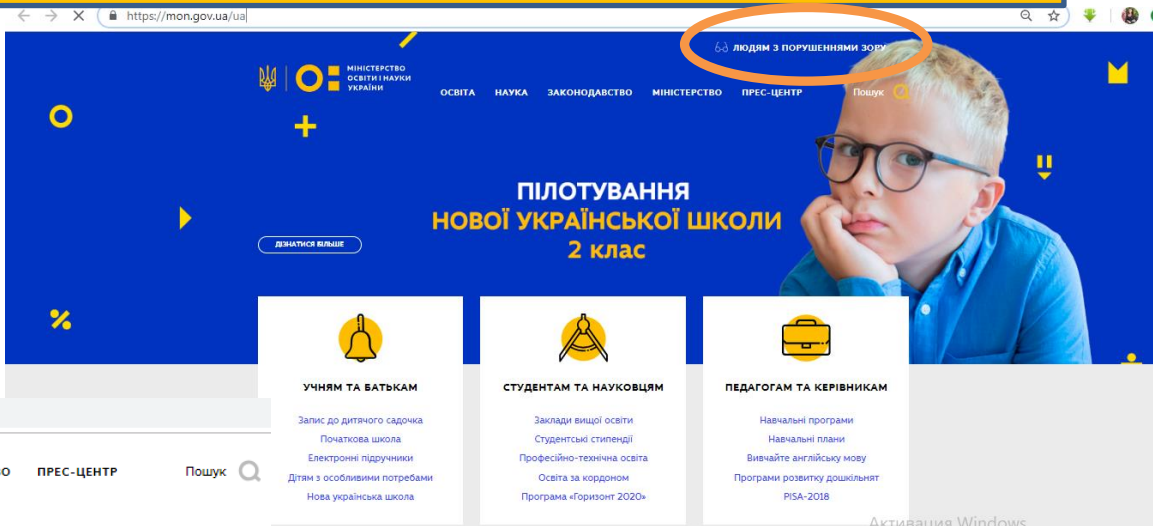 https://mon.gov.ua/ua
ЛЮДЯМ З ПОРУШЕННЯМИ ЗОРУ
МІНІСТЕРСТВО
ОСВІТИ І НАУКИ
УКРАЇНИ
ОСВІТА НАУКА ЗАКОНОДАВСТВО МІНІСТЕРСТВО ПРЕС-ЦЕНТР Пошук
ПІЛОТУВАННЯ
НОВОЇ УКРАЇНСЬКОЇ ШКОЛИ
2 клас
ДІЗНАТИСЯ БІЛЬШЕ
УЧНЯМ ТА БАТЬКАМ
Запис до дитячого садочка
Початкова школа
Електронні підручники
Дітям з особливими потребами
Нова українська школа
СТУДЕНТАМ ТА НАУКОВЦЯМ
Заклади вищої освіти
Студентські стипендії
Професійно-технічна освіта
Освіта за кордоном
Програма «Горизонт 2020»
ПЕДАГОГАМ ТА КЕРІВНИКАМ
Навчальні програми
Навчальні плани
Вивчайте англійську мову
Програми розвитку дошкільнят
PISA-2018
ВО ПРЕС-ЦЕНТР Пошук
Активация Windows